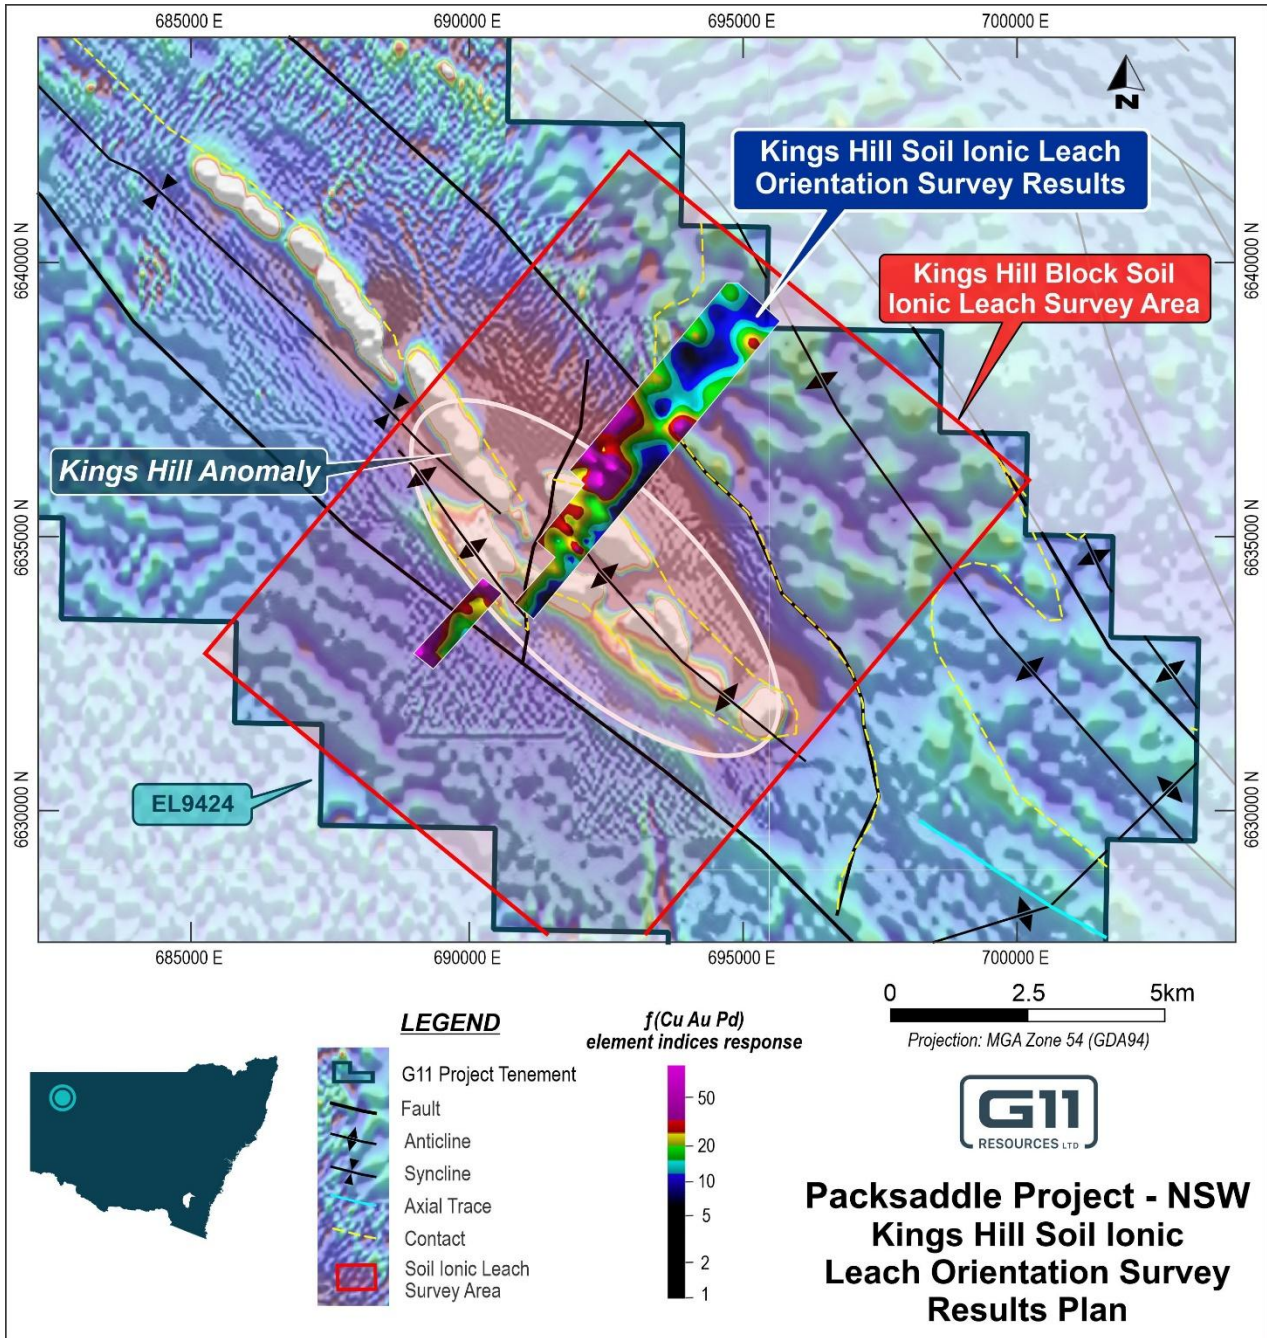 685000 E
690000 E
695000 E
700000 E
N
Kings Hill Soil Ionic Leach
Orientation Survey Results
6640000 N
6640000 N
Kings Hill Block Soil
Ionic Leach Survey Area
Kings Hill Anomaly
6635000 N
6635000 N
EL9424
6630000 N
6630000 N
685000 E
690000 E
695000 E
700000 E
LEGEND
G11 Project Tenement
Fault
Anticline
Syncline
Axial Trace
Contact
Soil Ionic Leach
Survey Area
f(Cu Au Pd)
element indices response
50
20
10
5
2
1
0
2.5
5km
Projection: MGA Zone 54 (GDA94)
G11
RESOURCES LTD
Packsaddle Project - NSW
Kings Hill Soil Ionic
Leach Orientation Survey
Results Plan